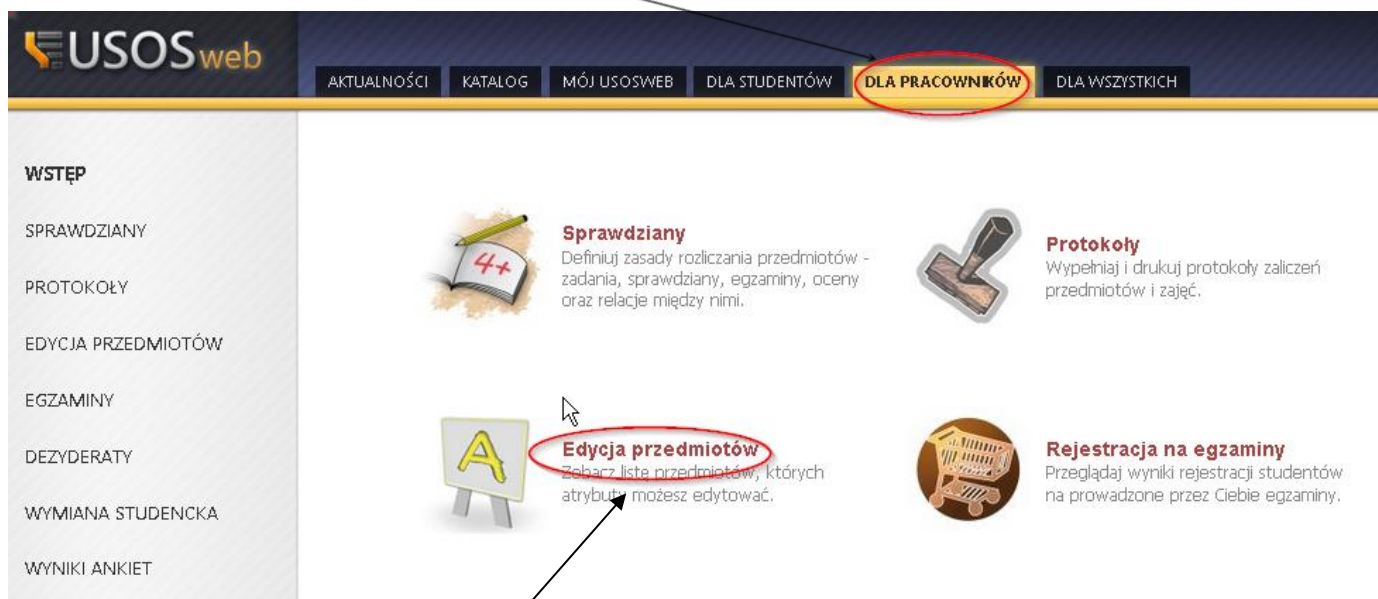 USOSweb
AKTUALNOŚCI KATALOG MÓJ USOSWEB DLA STUDENTÓW DLA PRACOWNIKÓW DLA WSZYSTKICH
WSTĘP
SPRAWDZIANY
PROTOKOŁY
EDYCJA PRZEDMIOTÓW
EGZAMINY
DEZYDERATY
WYMIANA STUDENCKA
WYNIKI ANKIET
4+
Sprawdziany
Definiuj zasady rozliczania przedmiotów -
zadania, sprawdziany, egzaminy, oceny
oraz relacje między nimi.
Protokoły
Wypełniaj i drukuj protokoły zaliczeń
przedmiotów i zajęć.
A
Edycja przedmiotów
Zobacz listę przedmiotów, których
atrybuty możesz edytować.
Rejestracja na egzaminy
Przeglądaj wyniki rejestracji studentów
na prowadzone przez Ciebie egzaminy.